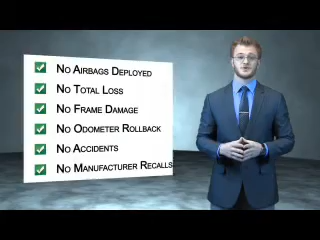 No Airbags Deployed
No Total Loss
No Frame Damage
No Odometer Rollback
No Accidents
No Manufacturer Recalls